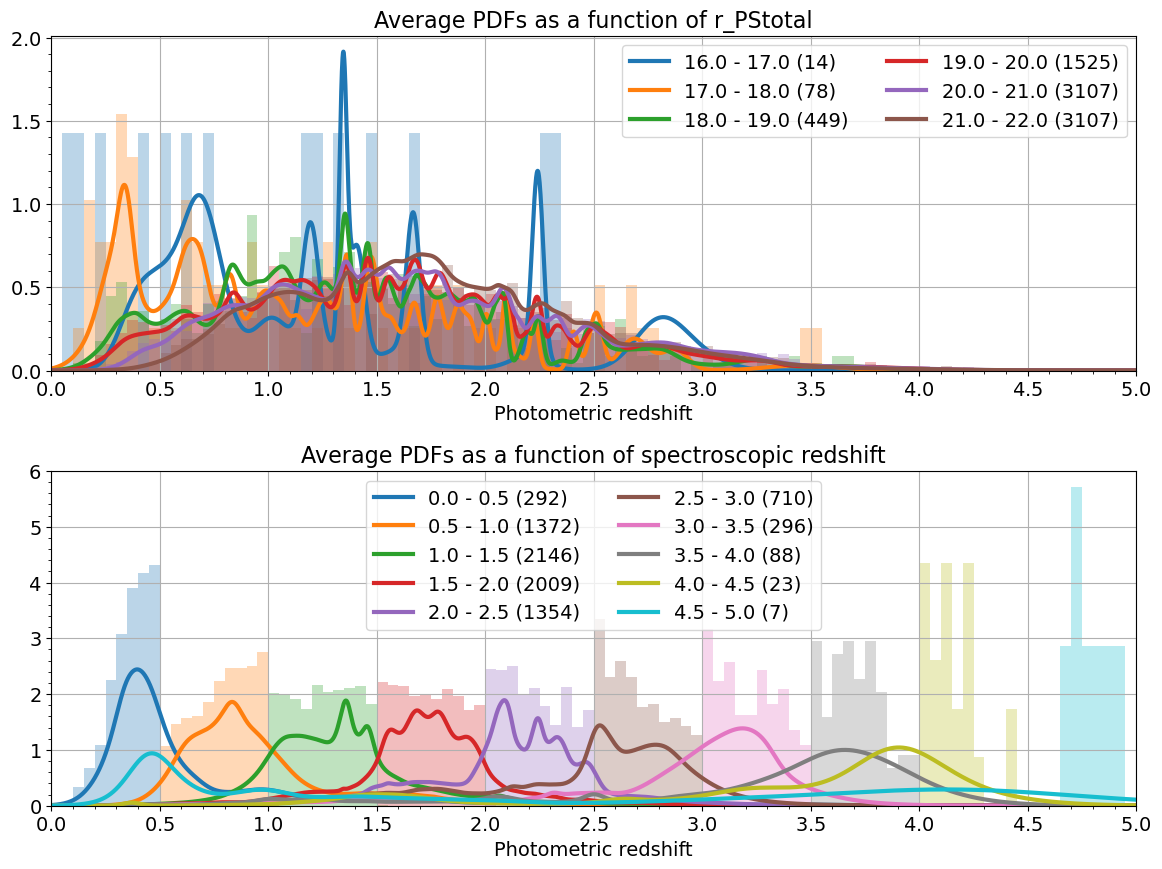 Average PDFs as a function of r_PStotal
2.0
1.5
1.0
0.5
0.0
16.0 - 17.0 (14)
17.0 - 18.0 (78)
18.0 - 19.0 (449)
19.0 - 20.0 (1525)
20.0 - 21.0 (3107)
21.0 - 22.0 (3107)
0.0 0.5 1.0 1.5 2.0 2.5 3.0 3.5 4.0 4.5 5.0
Photometric redshift
Average PDFs as a function of spectroscopic redshift
6
5
4
3
2
1
0
0.0 - 0.5 (292)
0.5 - 1.0 (1372)
1.0 - 1.5 (2146)
1.5 - 2.0 (2009)
2.0 - 2.5 (1354)
2.5 - 3.0 (710)
3.0 - 3.5 (296)
3.5 - 4.0 (88)
4.0 - 4.5 (23)
4.5 - 5.0 (7)
0.0 0.5 1.0 1.5 2.0 2.5 3.0 3.5 4.0 4.5 5.0
Photometric redshift